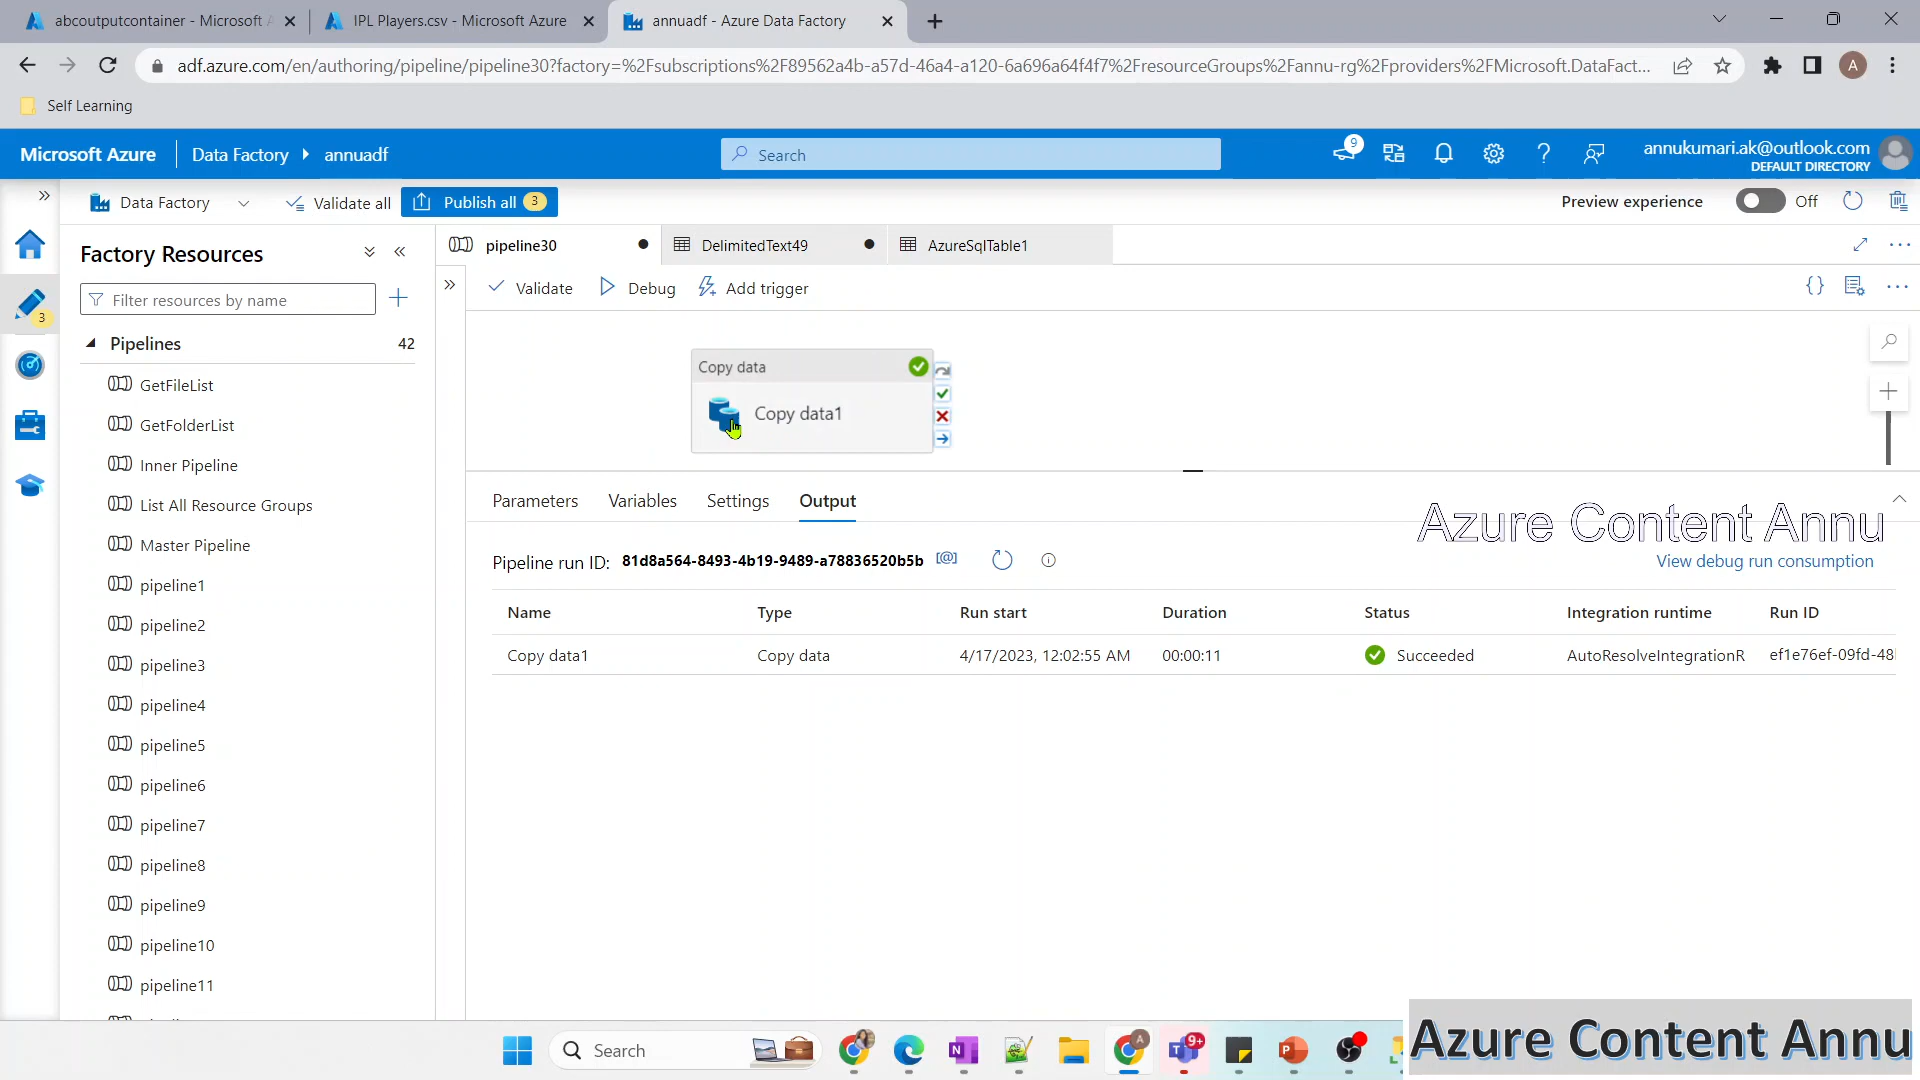 abcoutputcontainer - Microsoft A
IPL Players.csv - Microsoft Azure
annuadf - Azure Data Factory
adf.azure.com/en/authoring/pipeline/pipeline30?factory=%2Fsubscriptions%2F89562a4b-a57d-46a4-a120-6a696a64f4f7%2FresourceGroups%2Fannu-rg%2Fproviders%2FMicrosoft.DataFact...
A
Self Learning
Microsoft Azure
Data Factory
annuadf
Search
9
annukumari.ak@outlook.com
DEFAULT DIRECTORY
Data Factory
Validate all
Publish all 3
Preview experience
Off
3
Factory Resources
Filter resources by name
Pipelines 42
GetFileList
GetFolderList
Inner Pipeline
List All Resource Groups
Master Pipeline
pipeline1
pipeline2
pipeline3
pipeline4
pipeline5
pipeline6
pipeline7
pipeline8
pipeline9
pipeline10
pipeline11
pipeline30
DelimitedText49
AzureSqlTable1
Validate
Debug
Add trigger
Copy data
Copy data1
Parameters Variables Settings Output
Azure Content Annu
Pipeline run ID: 81d8a564-8493-4b19-9489-a78836520b5b
View debug run consumption
Name Type Run start Duration Status Integration runtime Run ID
Copy data1 Copy data 4/17/2023, 12:02:55 AM 00:00:11 Succeeded AutoResolveIntegrationR ef1e76ef-09fd-48
Search
A
9+
Azure Content Annu